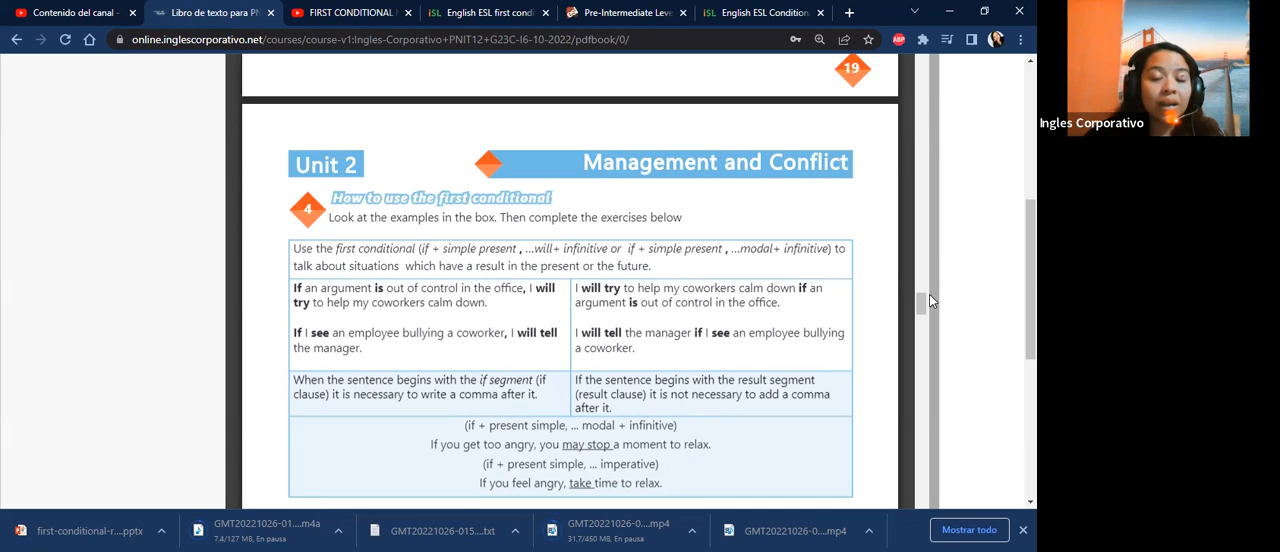 Contenido del canal -
Libro de texto para PN
FIRST CONDITIONAL
iSL English ESL first condi
Pre-Intermediate Leve
iSL English ESL Condition
online.inglescorporativo.net/courses/course-v1:Ingles-Corporativo+PNIT12+G23C-I6-10-2022/pdfbook/0/
ABP
19
Ingles Corporativo
Unit 2
Management and Conflict
4
How to use the first conditional
Look at the examples in the box. Then complete the exercises below
Use the first conditional (if + simple present , ...will+ infinitive or if + simple present , ...modal+ infinitive) to
talk about situations which have a result in the present or the future.
If an argument is out of control in the office, I will
try to help my coworkers calm down.
If I see an employee bullying a coworker, I will tell
the manager.
I will try to help my coworkers calm down if an
argument is out of control in the office.
I will tell the manager if I see an employee bullying
a coworker.
When the sentence begins with the if segment (if
clause) it is necessary to write a comma after it.
If the sentence begins with the result segment
(result clause) it is not necessary to add a comma
after it.
(if + present simple, ... modal + infinitive)
If you get too angry, you may stop a moment to relax.
(if + present simple, ... imperative)
If you feel angry, take time to relax.
first-conditional-r....pptx
GMT20221026-01....m4a
7,4/127 MB, En pausa
GMT20221026-015....txt
GMT20221026-0....mp4
31,7/450 MB, En pausa
GMT20221026-0....mp4
Mostrar todo